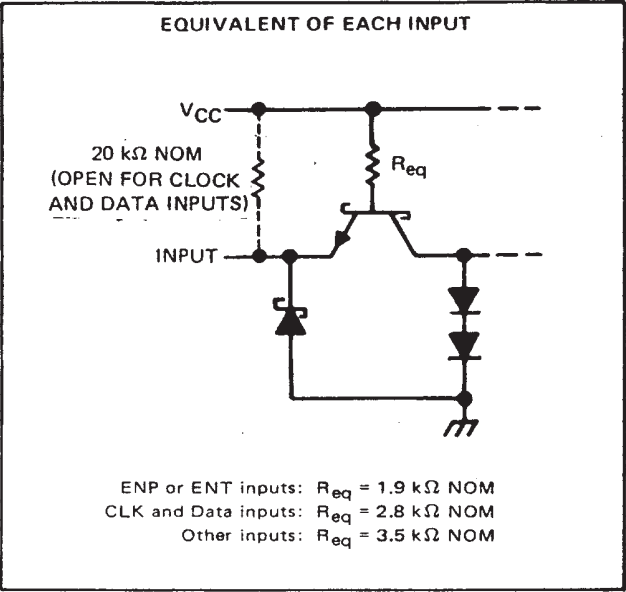 EQUIVALENT OF EACH INPUT
VCC
20 kΩ NOM
(OPEN FOR CLOCK
AND DATA INPUTS)
Req
INPUT
ENP or ENT inputs: Req = 1.9 kΩ NOM
CLK and Data inputs: Req = 2.8 kΩ NOM
Other inputs: Req = 3.5 kΩ NOM